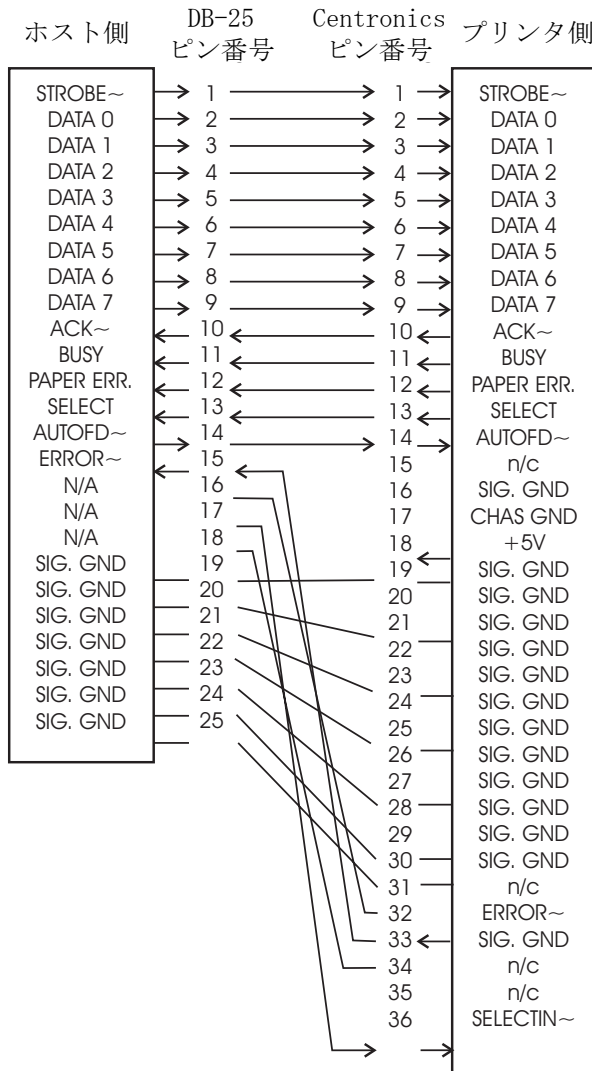 ホスト側 DB-25 ピン番号 Centronics ピン番号 プリンタ側
STROBE~ 1 1 STROBE~
DATA 0 2 2 DATA 0
DATA 1 3 3 DATA 1
DATA 2 4 4 DATA 2
DATA 3 5 5 DATA 3
DATA 4 6 6 DATA 4
DATA 5 7 7 DATA 5
DATA 6 8 8 DATA 6
DATA 7 9 9 DATA 7
ACK~ 10 10 ACK~
BUSY 11 11 BUSY
PAPER ERR. 12 12 PAPER ERR.
SELECT 13 13 SELECT
AUTOFD~ 14 14 AUTOFD~
ERROR~ 15 15 n/c
N/A 16 16 SIG. GND
N/A 17 17 CHAS GND
N/A 18 18 +5V
SIG. GND 19 19 SIG. GND
SIG. GND 20 20 SIG. GND
SIG. GND 21 21 SIG. GND
SIG. GND 22 22 SIG. GND
SIG. GND 23 23 SIG. GND
SIG. GND 24 24 SIG. GND
SIG. GND 25 25 SIG. GND
26 SIG. GND
27 SIG. GND
28 SIG. GND
29 SIG. GND
30 SIG. GND
31 n/c
32 ERROR~
33 SIG. GND
34 n/c
35 n/c
36 SELECTIN~